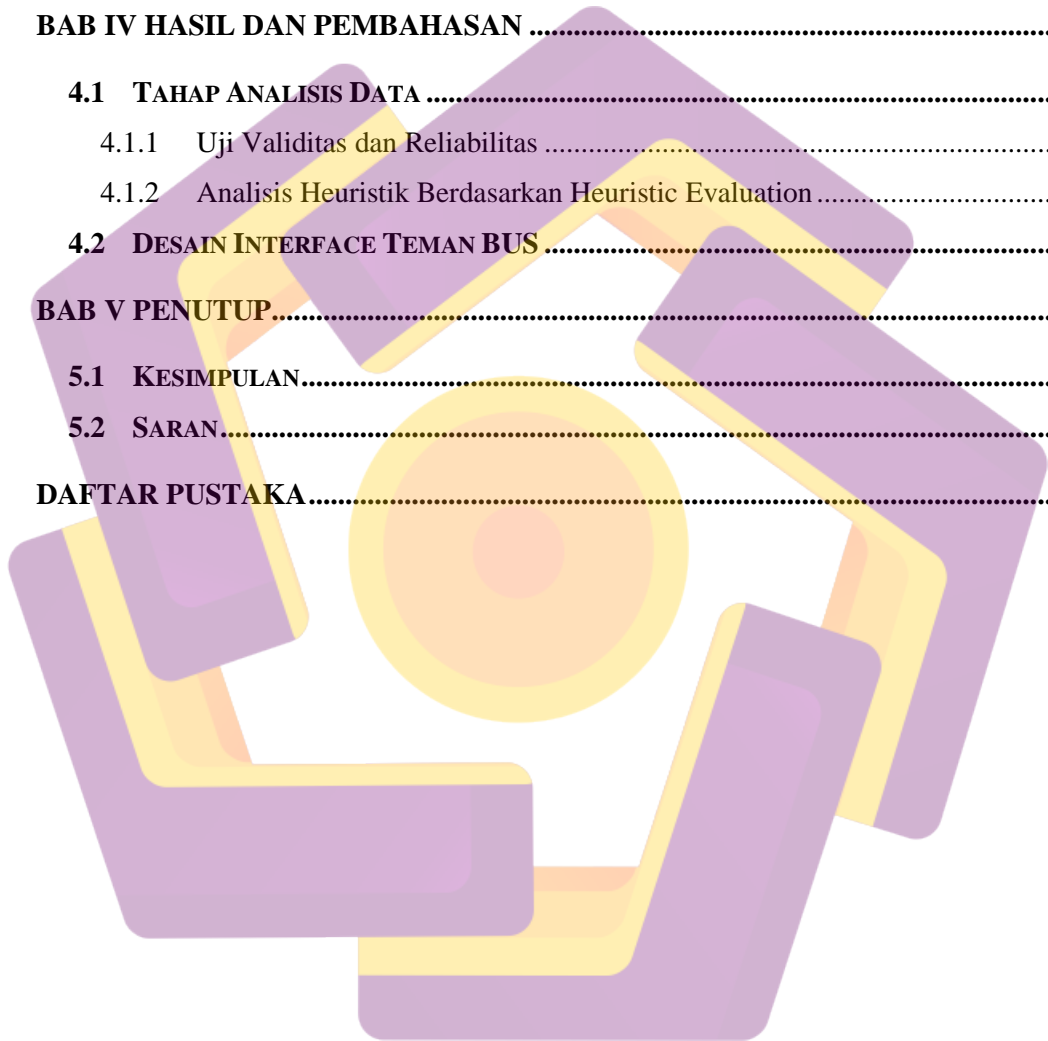 BAB IV HASIL DAN PEMBAHASAN ..................................................................
4.1 TAHAP ANALISIS DATA ..................................................................
4.1.1 Uji Validitas dan Reliabilitas ..................................................................
4.1.2 Analisis Heuristik Berdasarkan Heuristic Evaluation ..............................
4.2 DESAIN INTERFACE TEMAN BUS ..................................................................
BAB V PENUTUP..................................................................
5.1 KESIMPULAN..................................................................
5.2 SARAN..................................................................
DAFTAR PUSTAKA..................................................................